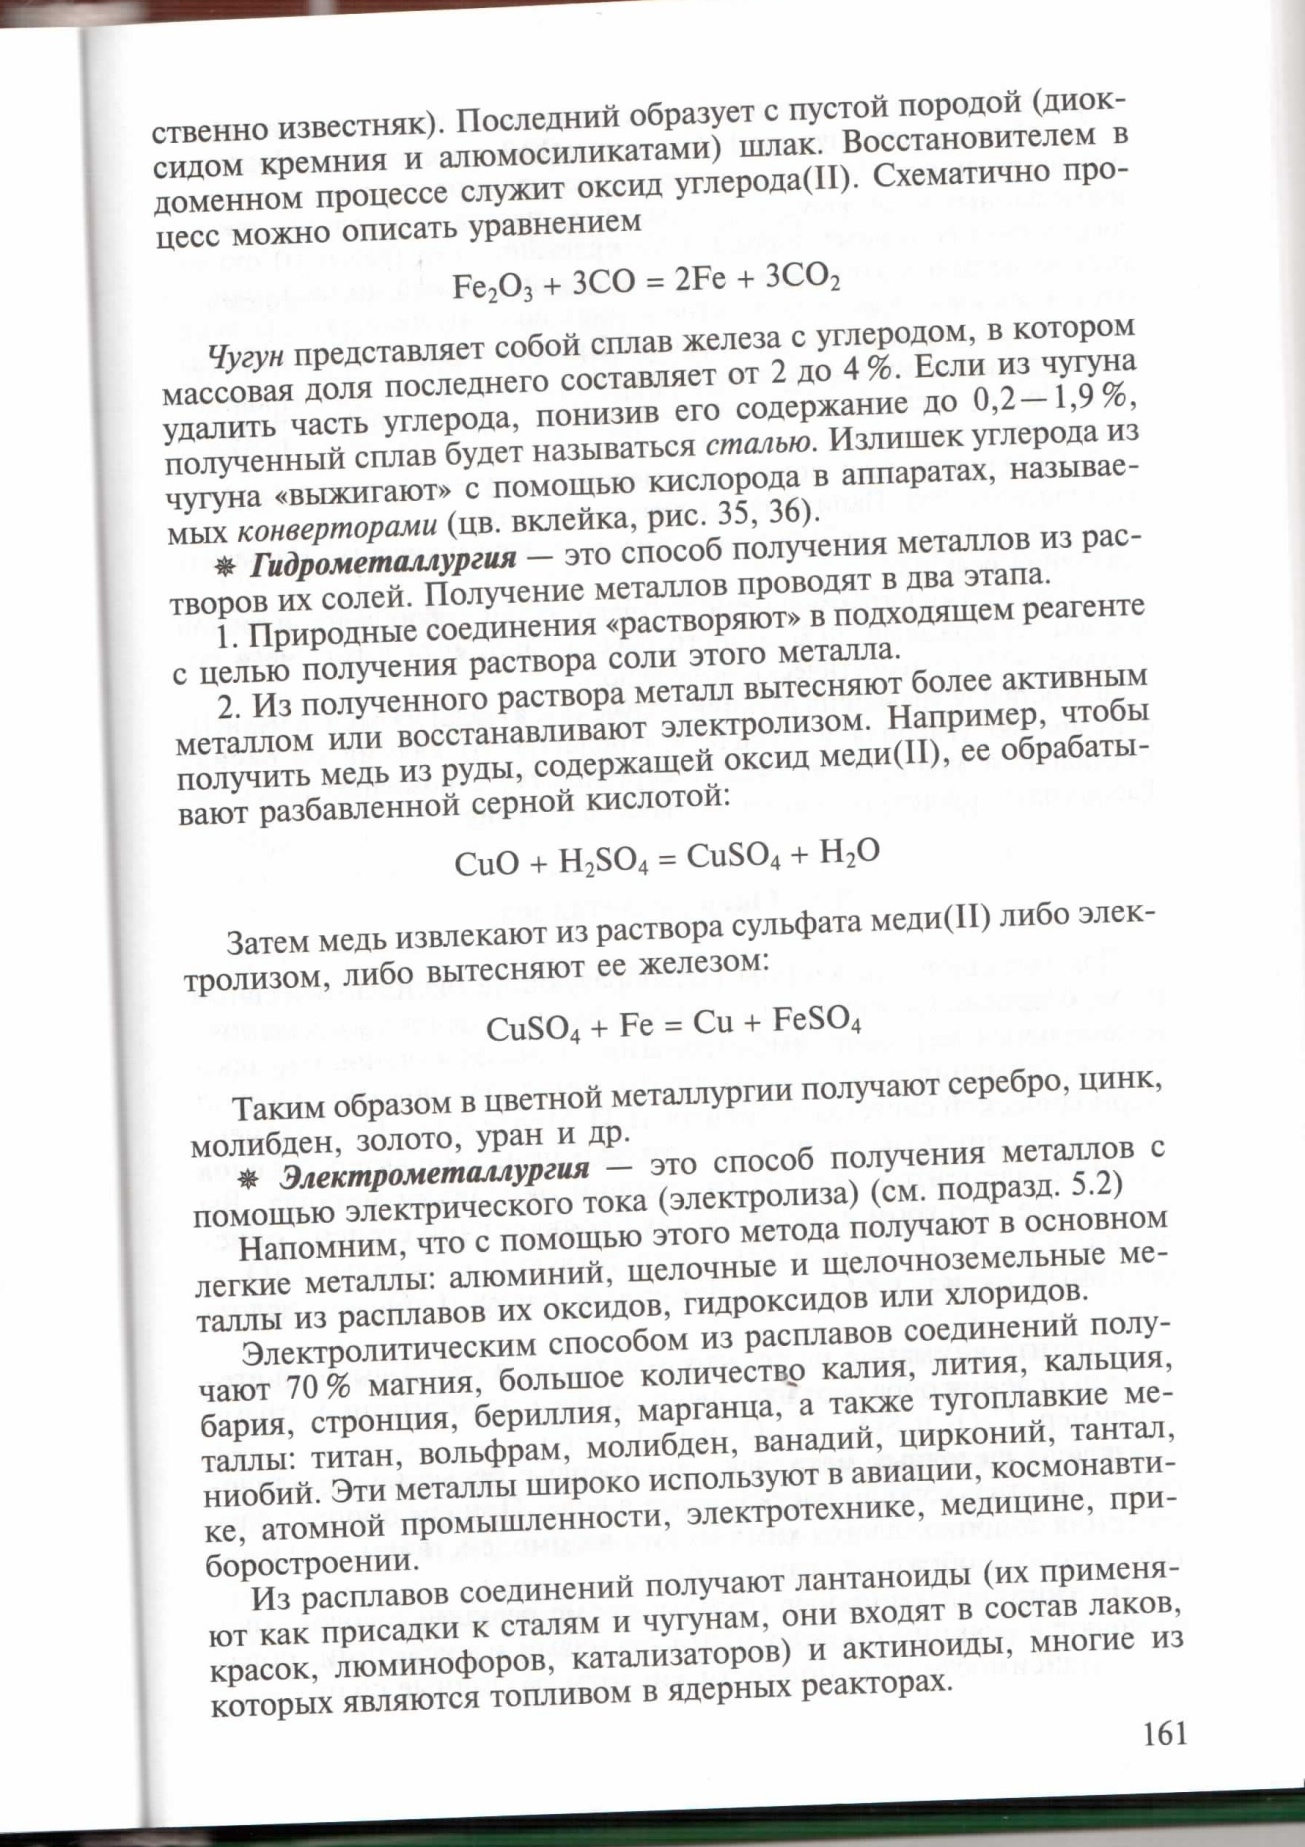 ственно известняк). Последний образует с пустой породой (диок-
сидом кремния и алюмосиликатами) шлак. Восстановителем в
доменном процессе служит оксид углерода(II). Схематично про-
цесс можно описать уравнением
Fe₂O₃ + 3CO = 2Fe + 3CO₂
Чугун представляет собой сплав железа с углеродом, в котором
массовая доля последнего составляет от 2 до 4 %. Если из чугуна
удалить часть углерода, понизив его содержание до 0,2—1,9 %,
полученный сплав будет называться сталью. Излишек углерода из
чугуна «выжигают» с помощью кислорода в аппаратах, называе-
мых конверторами (цв. вклейка, рис. 35, 36).
❋ Гидрометаллургия — это способ получения металлов из рас-
творов их солей. Получение металлов проводят в два этапа.
1. Природные соединения «растворяют» в подходящем реагенте
с целью получения раствора соли этого металла.
2. Из полученного раствора металл вытесняют более активным
металлом или восстанавливают электролизом. Например, чтобы
получить медь из руды, содержащей оксид меди(II), ее обрабаты-
вают разбавленной серной кислотой:
CuO + H₂SO₄ = CuSO₄ + H₂O
Затем медь извлекают из раствора сульфата меди(II) либо элек-
тролизом, либо вытесняют ее железом:
CuSO₄ + Fe = Cu + FeSO₄
Таким образом в цветной металлургии получают серебро, цинк,
молибден, золото, уран и др.
❋ Электрометаллургия — это способ получения металлов с
помощью электрического тока (электролиза) (см. подразд. 5.2)
Напомним, что с помощью этого метода получают в основном
легкие металлы: алюминий, щелочные и щелочноземельные ме-
таллы из расплавов их оксидов, гидроксидов или хлоридов.
Электролитическим способом из расплавов соединений полу-
чают 70 % магния, большое количество калия, лития, кальция,
бария, стронция, бериллия, марганца, а также тугоплавкие ме-
таллы: титан, вольфрам, молибден, ванадий, цирконий, тантал,
ниобий. Эти металлы широко используют в авиации, космонавти-
ке, атомной промышленности, электротехнике, медицине, при-
боростроении.
Из расплавов соединений получают лантаноиды (их применя-
ют как присадки к сталям и чугунам, они входят в состав лаков,
красок, люминофоров, катализаторов) и актиноиды, многие из
которых являются топливом в ядерных реакторах.
161